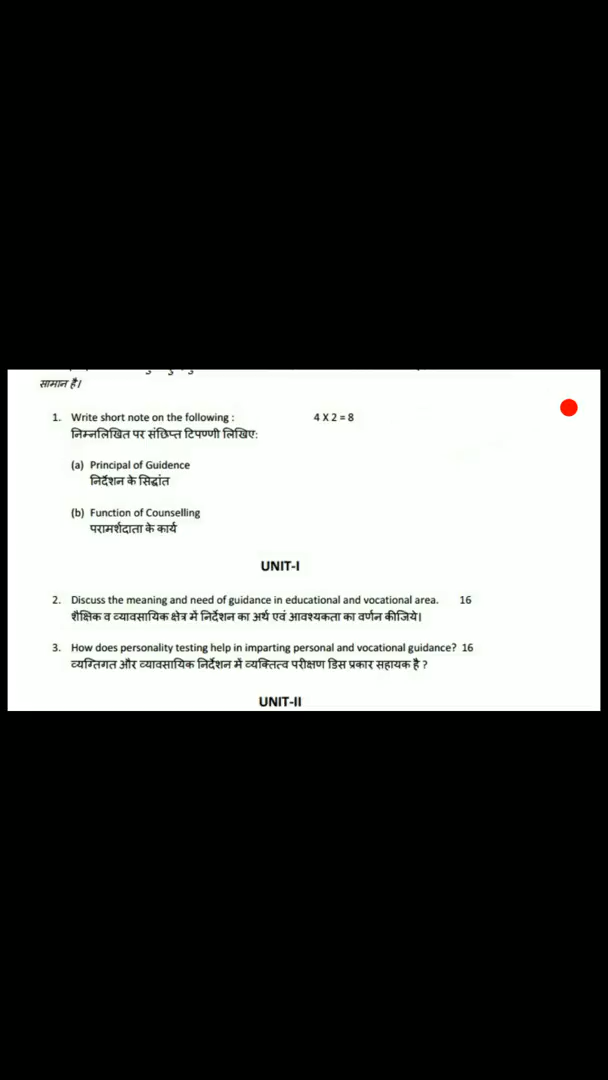 सामान है।
1. Write short note on the following : 4 X 2 = 8
निम्नलिखित पर संछिप्त टिपण्णी लिखिए:
(a) Principal of Guidence
निर्देशन के सिद्धांत
(b) Function of Counselling
परामर्शदाता के कार्य
UNIT-I
2. Discuss the meaning and need of guidance in educational and vocational area. 16
शैक्षिक व व्यावसायिक क्षेत्र में निर्देशन का अर्थ एवं आवश्यकता का वर्णन कीजिये।
3. How does personality testing help in imparting personal and vocational guidance? 16
व्यग्तिगत और व्यावसायिक निर्देशन में व्यक्तित्व परीक्षण डिस प्रकार सहायक है ?
UNIT-II